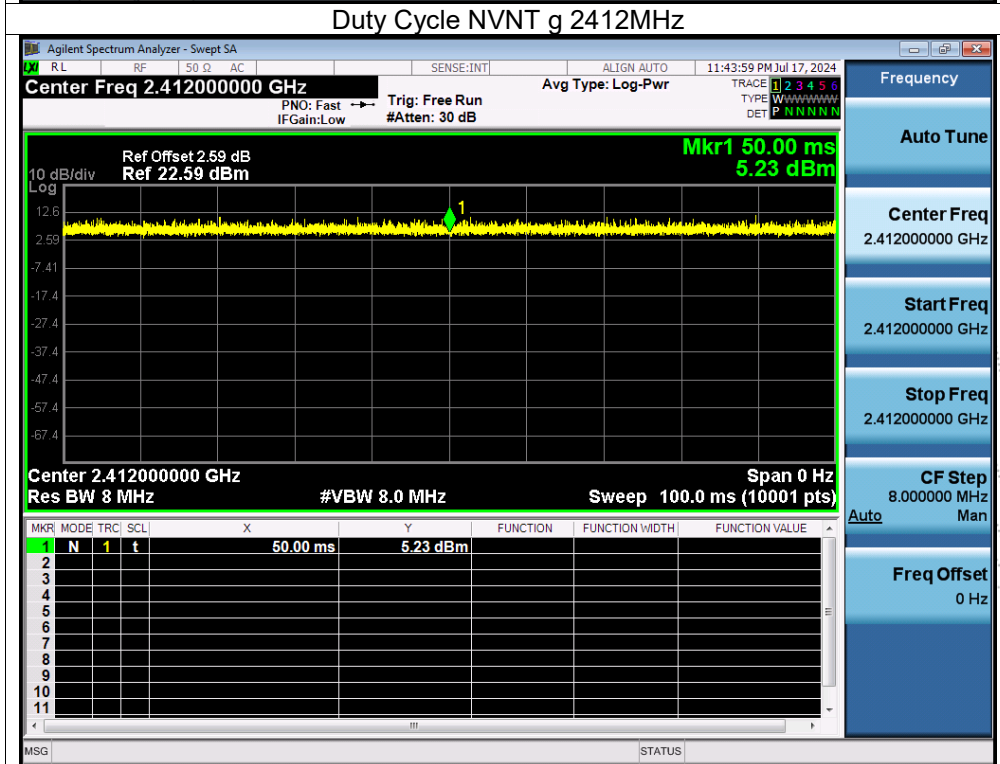 Duty Cycle NVNT g 2412MHz
Agilent Spectrum Analyzer - Swept SA
LXI RL RF 50 Ω AC SENSE:INT ALIGN AUTO 11:43:59 PM Jul 17, 2024
Center Freq 2.412000000 GHz Avg Type: Log-Pwr TRACE 1 2 3 4 5 6
PNO: Fast Trig: Free Run TYPE WWWWWW
IFGain:Low #Atten: 30 dB DET P N N N N N
Ref Offset 2.59 dB Mkr1 50.00 ms
10 dB/div Ref 22.59 dBm 5.23 dBm
Log
1
12.6
2.59
-7.41
-17.4
-27.4
-37.4
-47.4
-57.4
-67.4
Center 2.412000000 GHz Span 0 Hz
Res BW 8 MHz #VBW 8.0 MHz Sweep 100.0 ms (10001 pts)
MKR MODE TRC SCL X Y FUNCTION FUNCTION WIDTH FUNCTION VALUE
1 N 1 t 50.00 ms 5.23 dBm
2
3
4
5
6
7
8
9
10
11
MSG STATUS
Frequency
Auto Tune
Center Freq
2.412000000 GHz
Start Freq
2.412000000 GHz
Stop Freq
2.412000000 GHz
CF Step
8.000000 MHz
Auto Man
Freq Offset
0 Hz